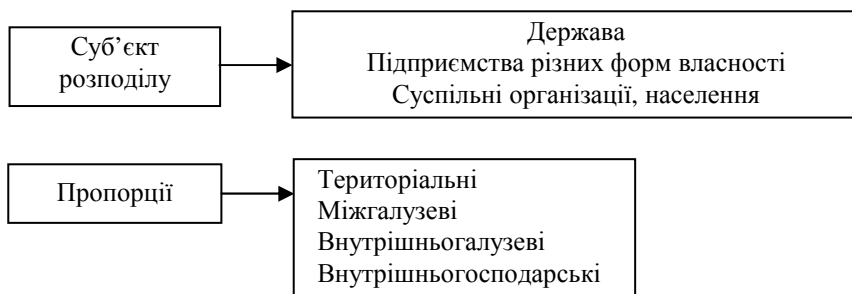 Суб’єкт
розподілу
Держава
Підприємства різних форм власності
Суспільні організації, населення
Пропорції
Територіальні
Міжгалузеві
Внутрішньогалузеві
Внутрішньогосподарські